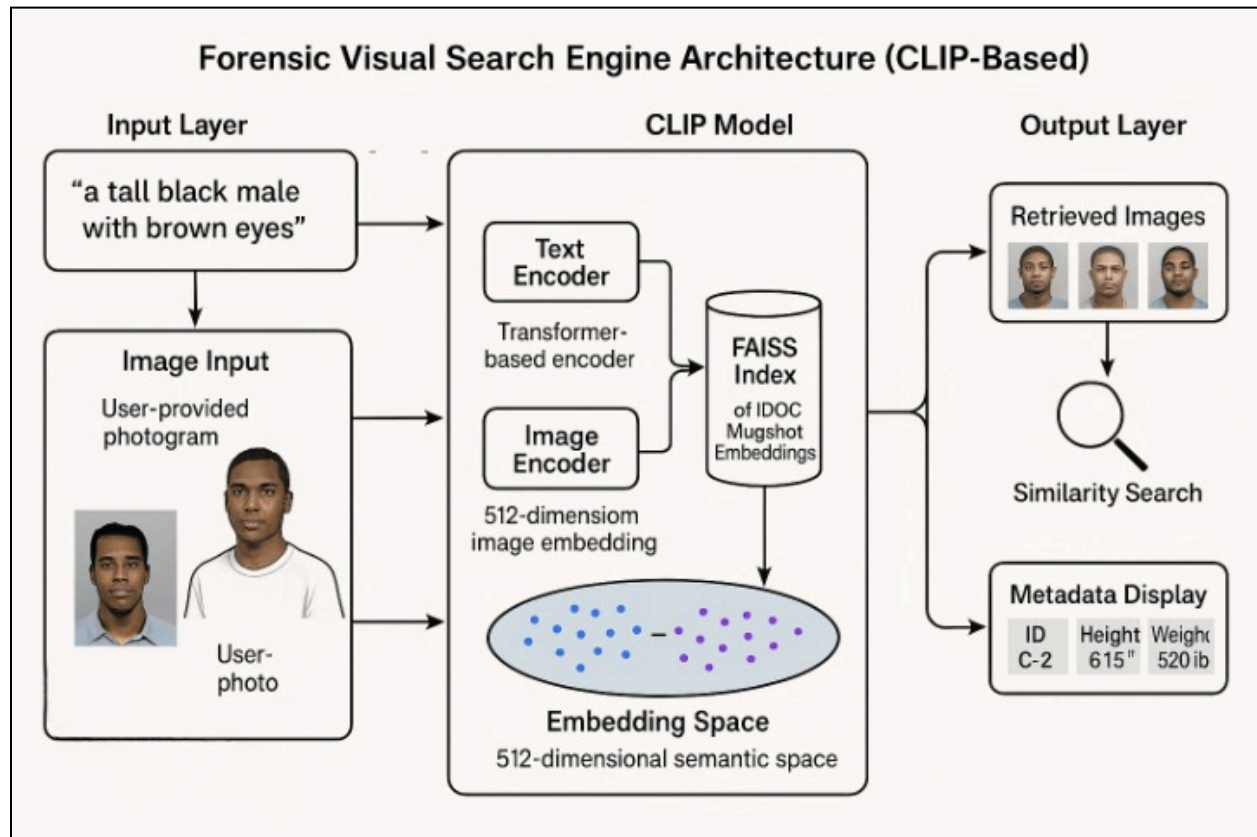 Forensic Visual Search Engine Architecture (CLIP-Based)
Input Layer
"a tall black male
with brown eyes"
Image Input
User-provided
photogram
User-
photo
CLIP Model
Text
Encoder
Transformer-
based encoder
Image
Encoder
512-dimensiom
image embedding
FAISS
Index
of IDOC
Mugshot
Embeddings
Embedding Space
512-dimensional semantic space
Output Layer
Retrieved Images
Similarity Search
Metadata Display
ID
C-2
Height
615"
Weighc
520 ib